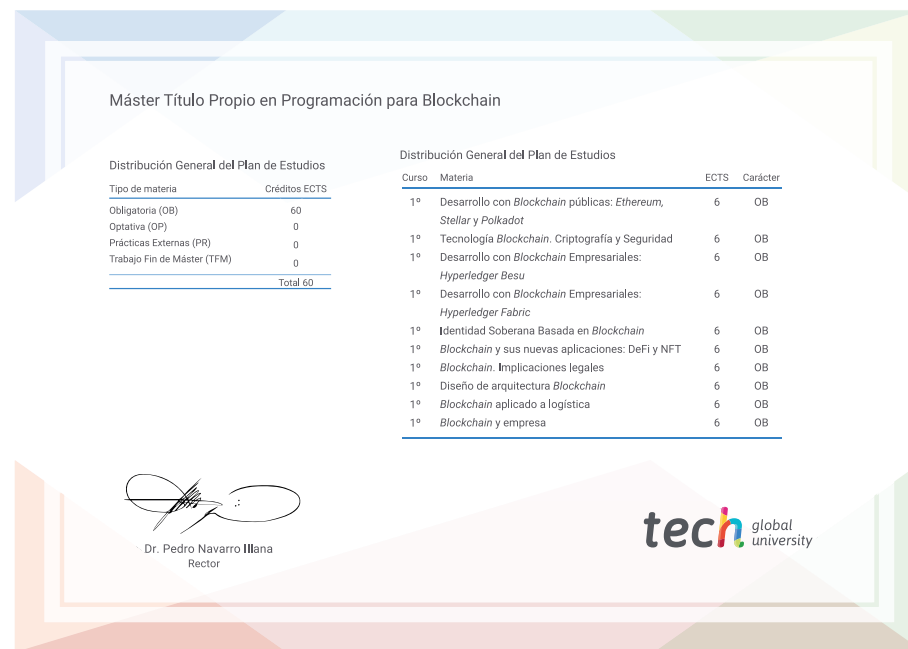 Máster Título Propio en Programación para Blockchain
Distribución General del Plan de Estudios
Tipo de materia Créditos ECTS
Obligatoria (OB) 60
Optativa (OP) 0
Prácticas Externas (PR) 0
Trabajo Fin de Máster (TFM) 0
Total 60
Distribución General del Plan de Estudios
Curso Materia ECTS Carácter
1º Desarrollo con Blockchain públicas: Ethereum, 6 OB
Stellar y Polkadot
1º Tecnología Blockchain. Criptografía y Seguridad 6 OB
1º Desarrollo con Blockchain Empresariales: 6 OB
Hyperledger Besu
1º Desarrollo con Blockchain Empresariales: 6 OB
Hyperledger Fabric
1º Identidad Soberana Basada en Blockchain 6 OB
1º Blockchain y sus nuevas aplicaciones: DeFi y NFT 6 OB
1º Blockchain. Implicaciones legales 6 OB
1º Diseño de arquitectura Blockchain 6 OB
1º Blockchain aplicado a logística 6 OB
1º Blockchain y empresa 6 OB
Dr. Pedro Navarro Illana
Rector
tech global
university